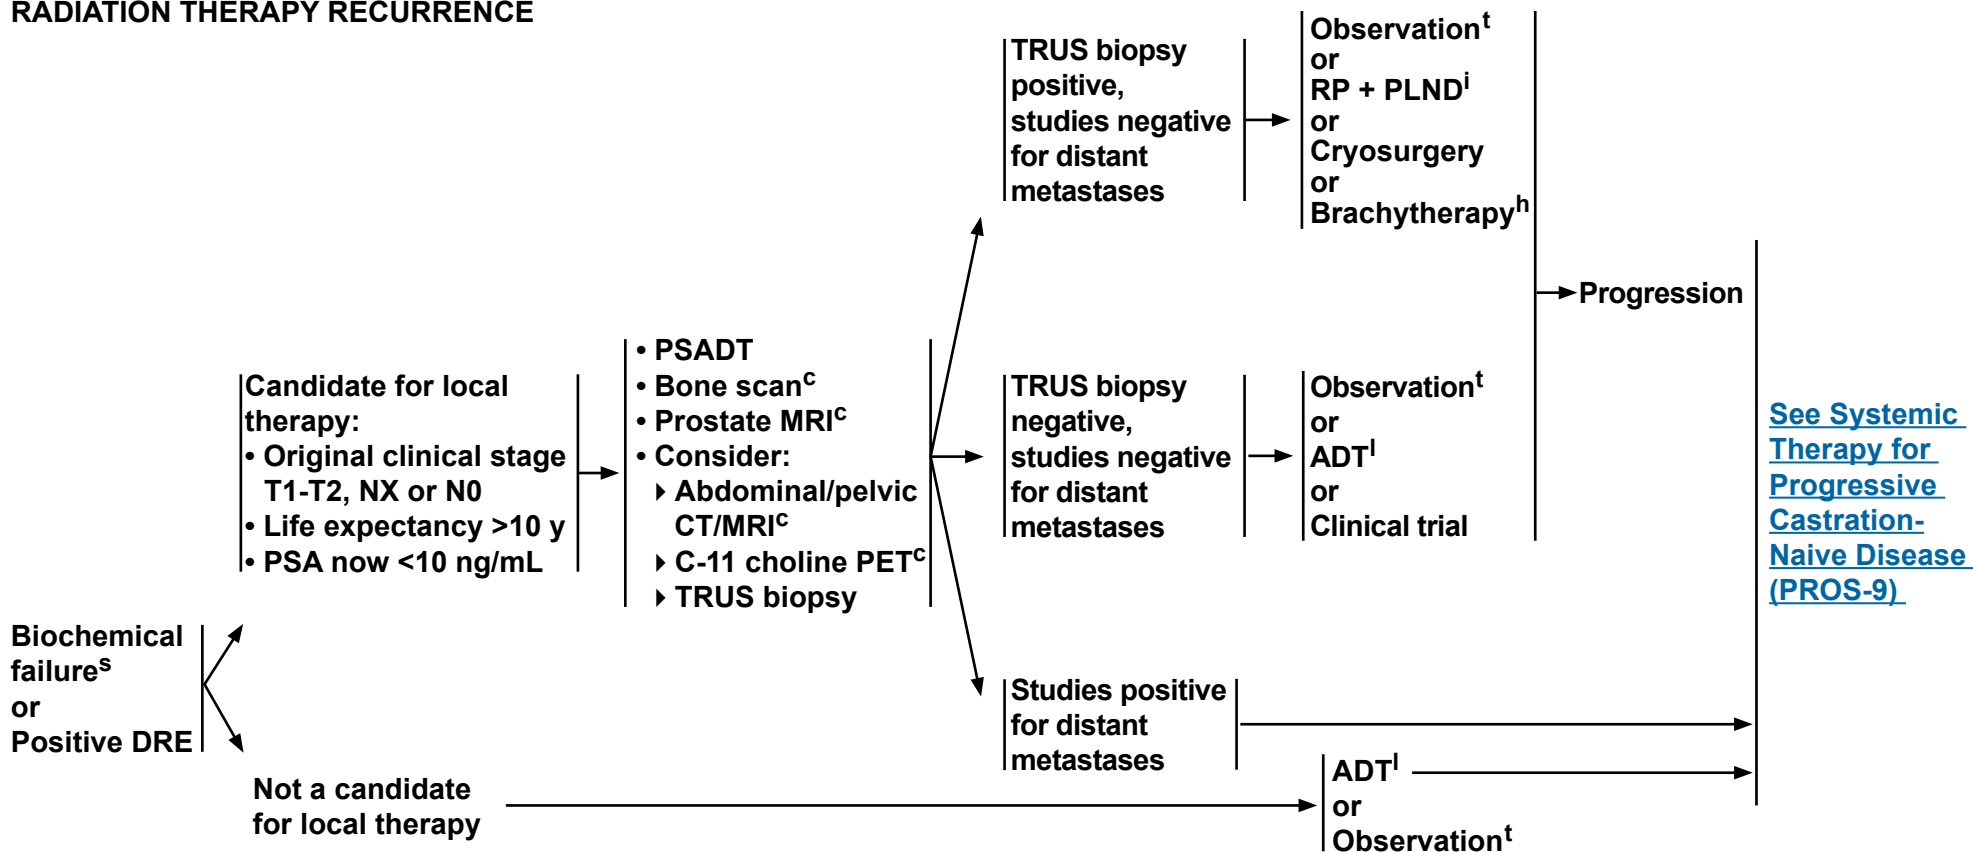 RADIATION THERAPY RECURRENCE
Biochemical
failureˢ
or
Positive DRE
Candidate for local
therapy:
• Original clinical stage
T1-T2, NX or N0
• Life expectancy >10 y
• PSA now <10 ng/mL
Not a candidate
for local therapy
• PSADT
• Bone scanᶜ
• Prostate MRIᶜ
• Consider:
▸ Abdominal/pelvic
CT/MRIᶜ
▸ C-11 choline PETᶜ
▸ TRUS biopsy
TRUS biopsy
positive,
studies negative
for distant
metastases
Observationᵗ
or
RP + PLNDⁱ
or
Cryosurgery
or
Brachytherapyʰ
TRUS biopsy
negative,
studies negative
for distant
metastases
Observationᵗ
or
ADTˡ
or
Clinical trial
Progression
Studies positive
for distant
metastases
ADTˡ
or
Observationᵗ
See Systemic
Therapy for
Progressive
Castration-
Naive Disease
(PROS-9)